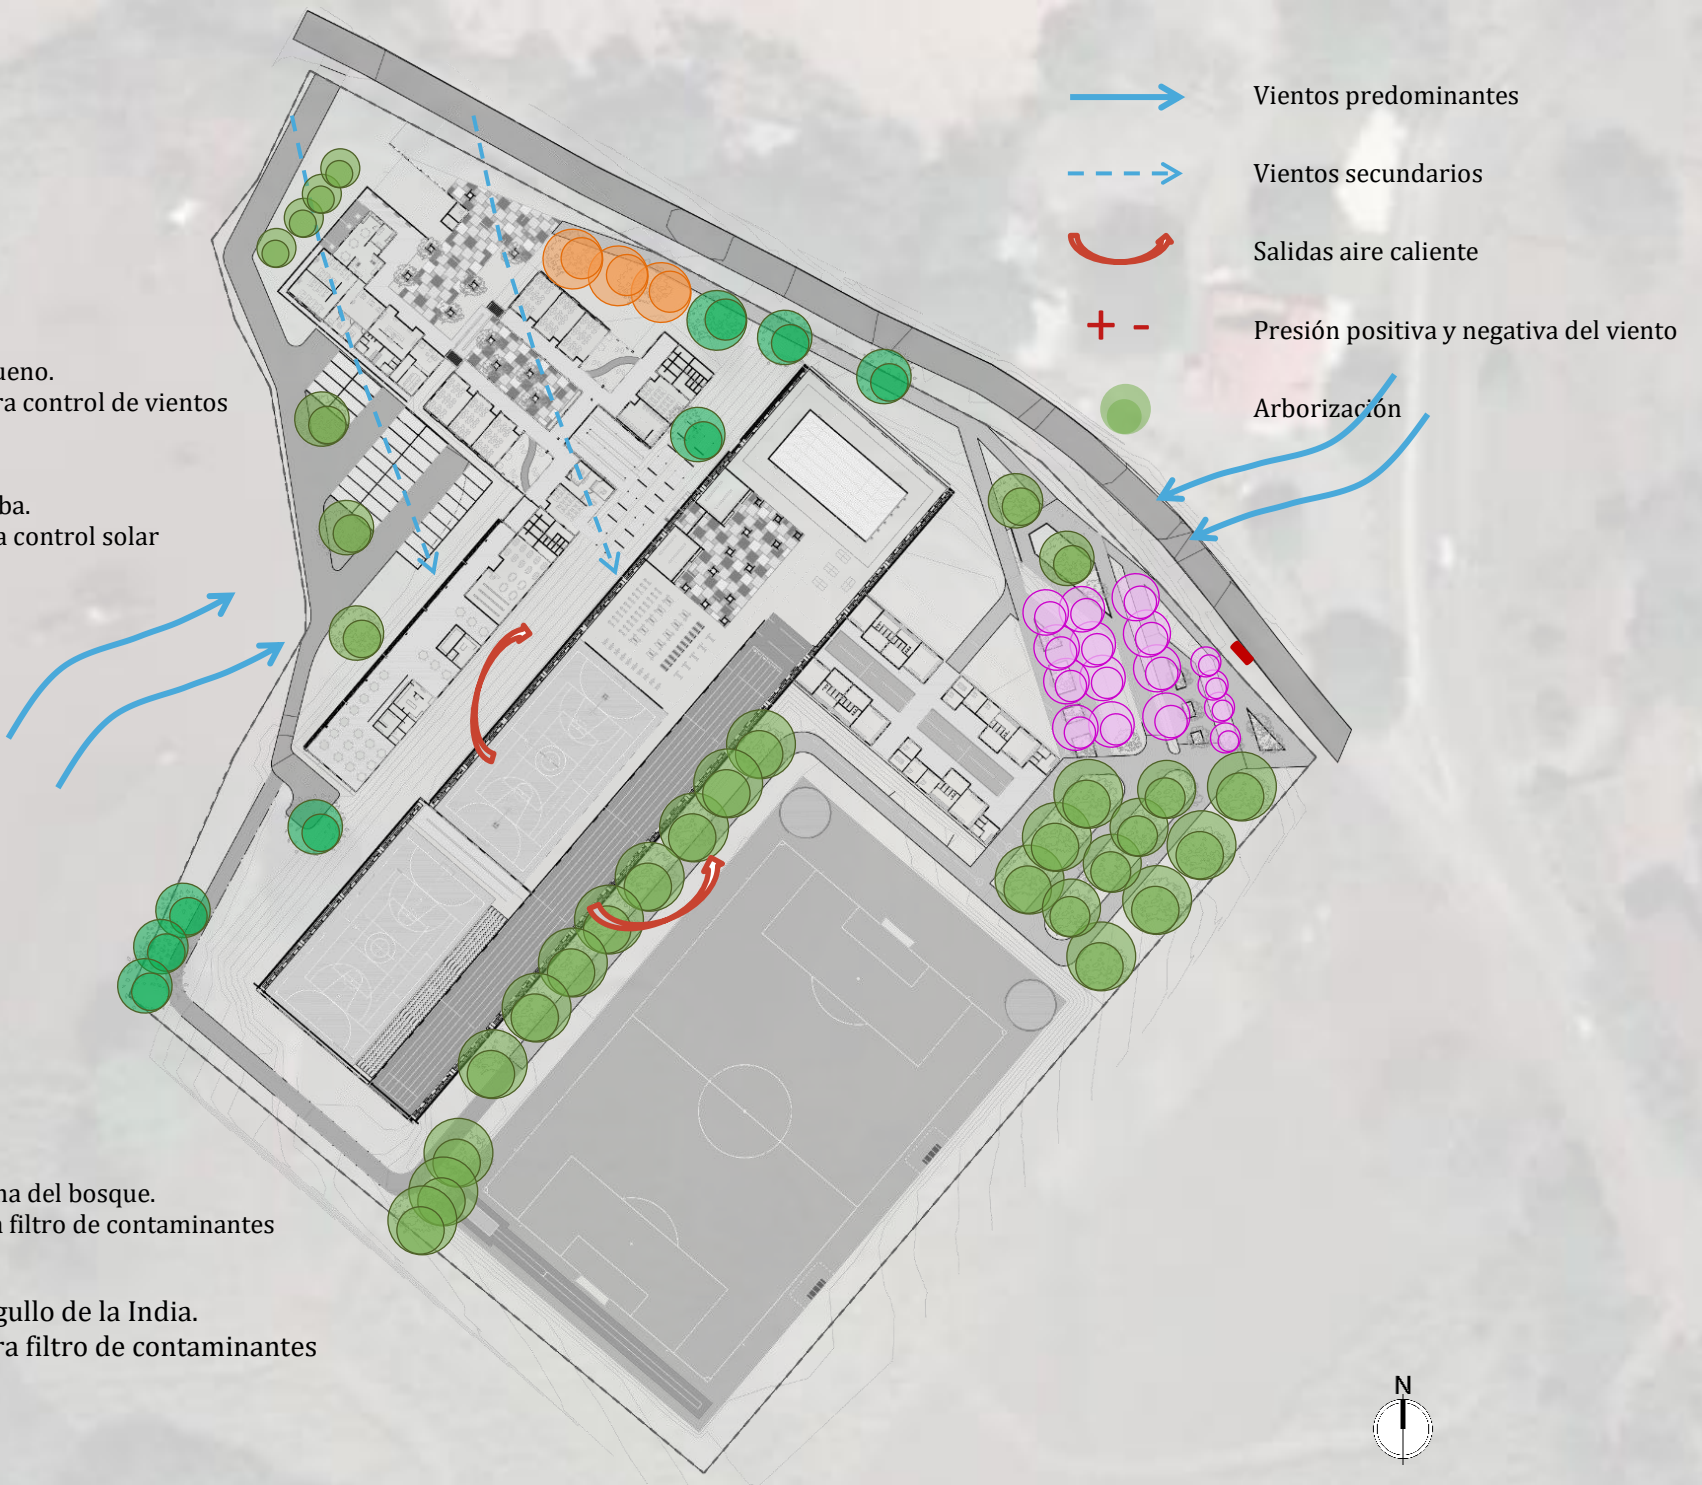 Vientos predominantes
Vientos secundarios
Salidas aire caliente
+ -
Presión positiva y negativa del viento
Arborización
ueno.
ra control de vientos
ba.
a control solar
na del bosque.
a filtro de contaminantes
gullo de la India.
ra filtro de contaminantes
N